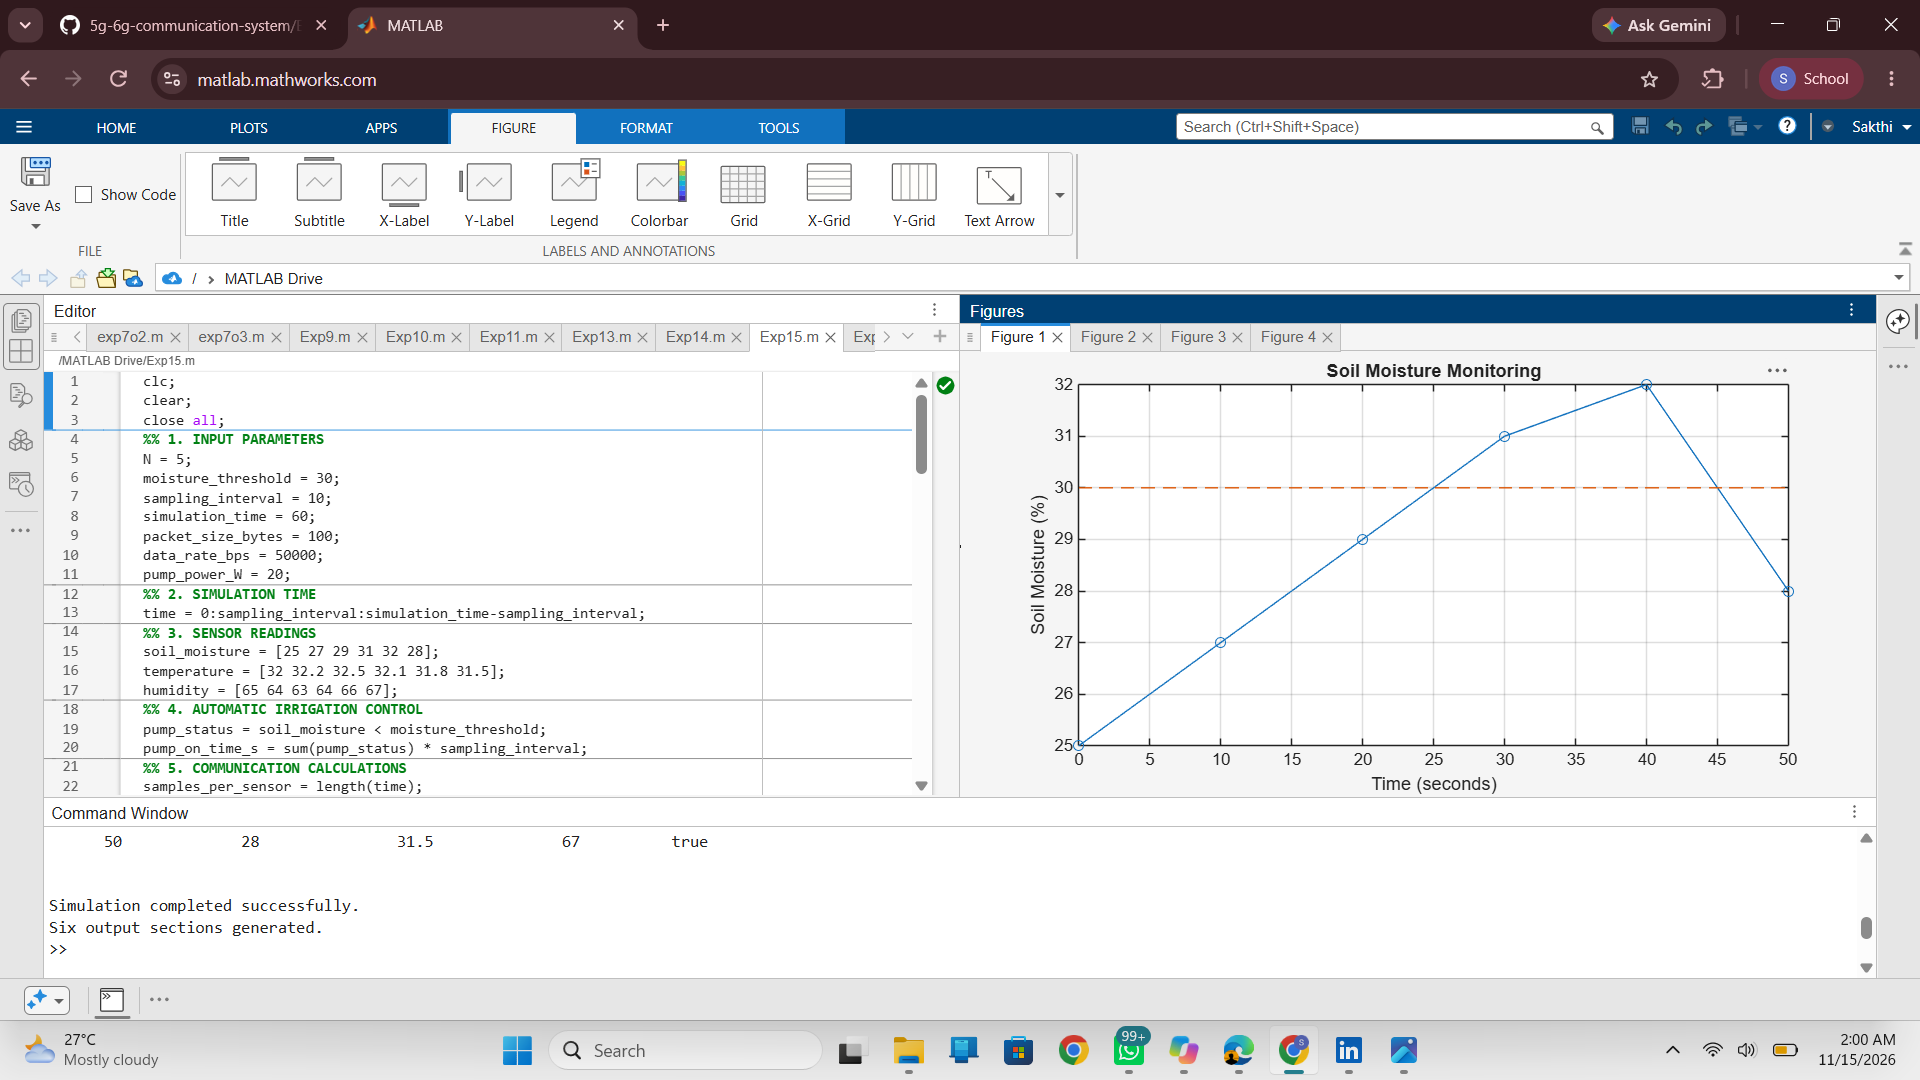 5g-6g-communication-system/
MATLAB
Ask Gemini
matlab.mathworks.com
S School
HOME PLOTS APPS FIGURE FORMAT TOOLS
Search (Ctrl+Shift+Space)
Sakthi
Save As
Show Code
Title Subtitle X-Label Y-Label Legend Colorbar Grid X-Grid Y-Grid Text Arrow
FILE
LABELS AND ANNOTATIONS
/ › MATLAB Drive
Editor
exp7o2.m exp7o3.m Exp9.m Exp10.m Exp11.m Exp13.m Exp14.m Exp15.m Exp
/MATLAB Drive/Exp15.m
1 clc;
2 clear;
3 close all;
4 %% 1. INPUT PARAMETERS
5 N = 5;
6 moisture_threshold = 30;
7 sampling_interval = 10;
8 simulation_time = 60;
9 packet_size_bytes = 100;
10 data_rate_bps = 50000;
11 pump_power_W = 20;
12 %% 2. SIMULATION TIME
13 time = 0:sampling_interval:simulation_time-sampling_interval;
14 %% 3. SENSOR READINGS
15 soil_moisture = [25 27 29 31 32 28];
16 temperature = [32 32.2 32.5 32.1 31.8 31.5];
17 humidity = [65 64 63 64 66 67];
18 %% 4. AUTOMATIC IRRIGATION CONTROL
19 pump_status = soil_moisture < moisture_threshold;
20 pump_on_time_s = sum(pump_status) * sampling_interval;
21 %% 5. COMMUNICATION CALCULATIONS
22 samples_per_sensor = length(time);
Figures
Figure 1 Figure 2 Figure 3 Figure 4
Soil Moisture Monitoring
Soil Moisture (%)
32
31
30
29
28
27
26
25
0 5 10 15 20 25 30 35 40 45 50
Time (seconds)
Command Window
50 28 31.5 67 true
Simulation completed successfully.
Six output sections generated.
>>
27°C
Mostly cloudy
Search
99+
2:00 AM
11/15/2026